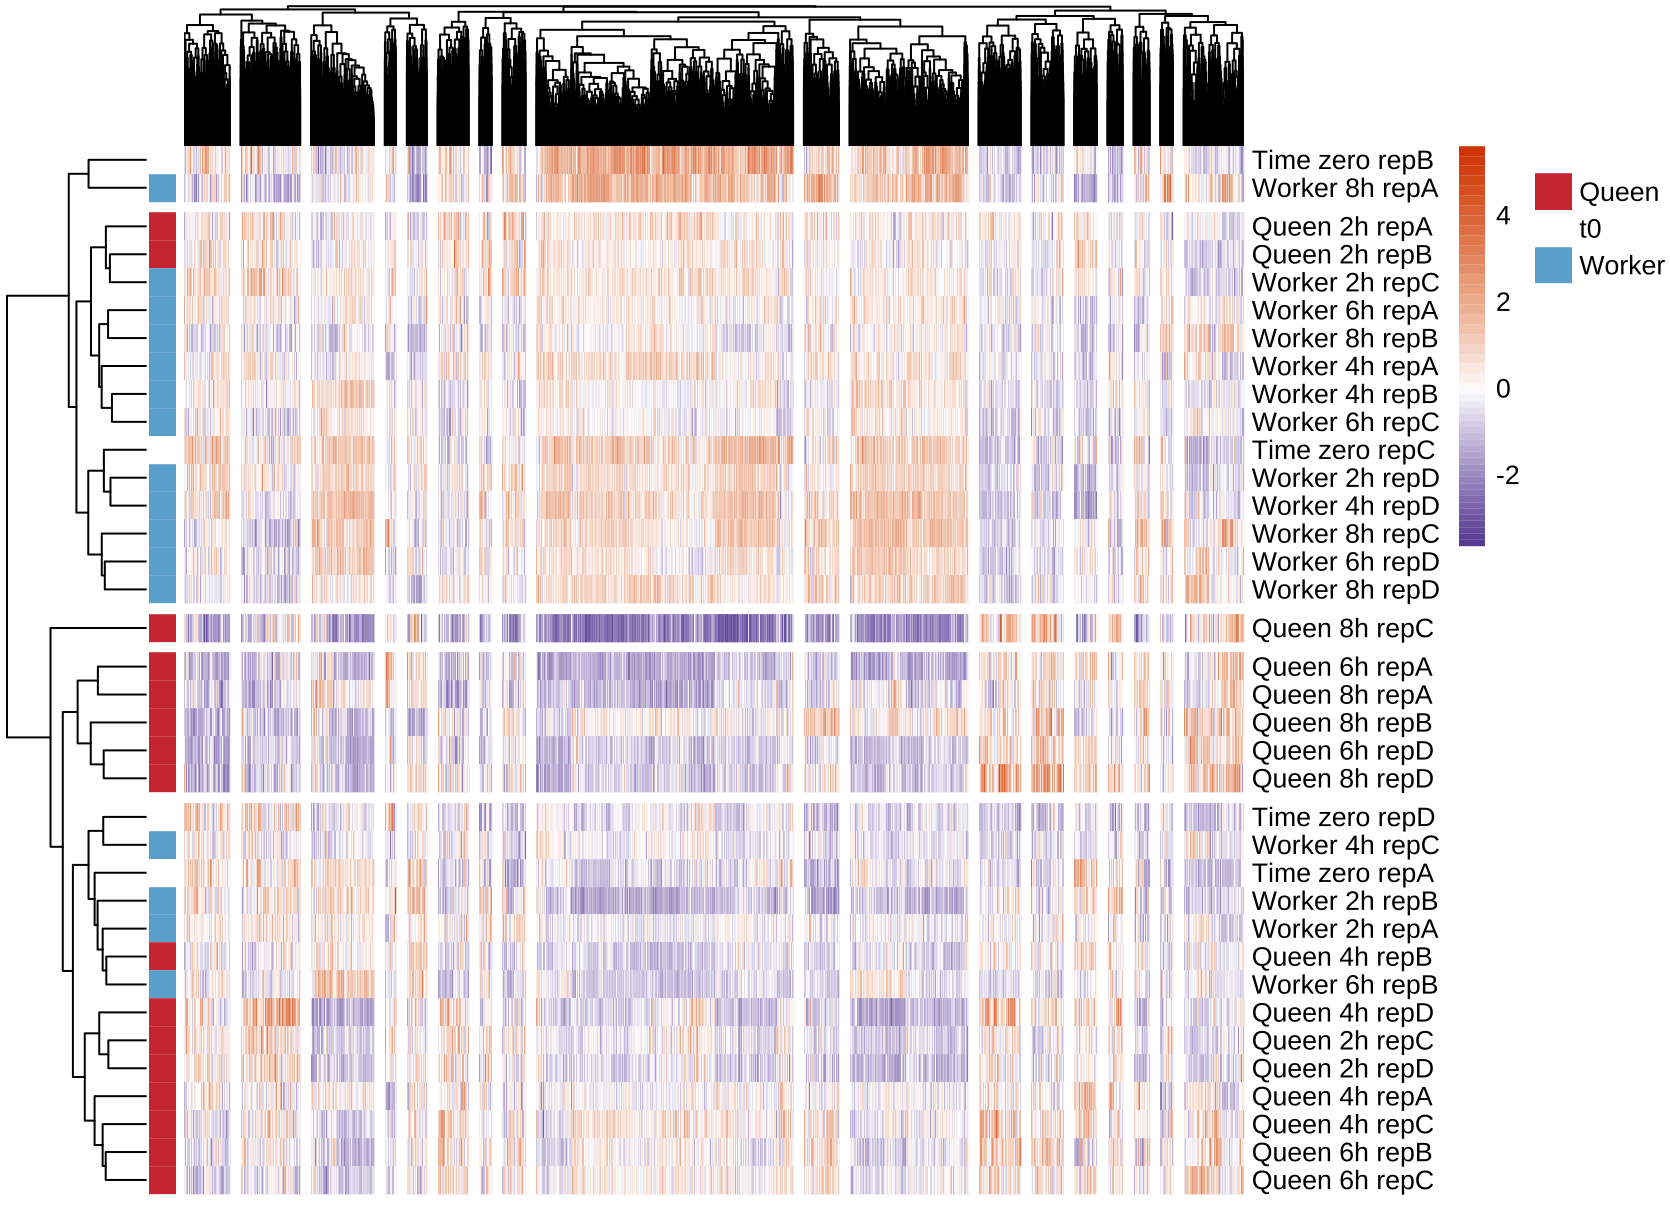 Time zero repB
Worker 8h repA
Queen 2h repA
Queen 2h repB
Worker 2h repC
Worker 6h repA
Worker 8h repB
Worker 4h repA
Worker 4h repB
Worker 6h repC
Time zero repC
Worker 2h repD
Worker 4h repD
Worker 8h repC
Worker 6h repD
Worker 8h repD
Queen 8h repC
Queen 6h repA
Queen 8h repA
Queen 8h repB
Queen 6h repD
Queen 8h repD
Time zero repD
Worker 4h repC
Time zero repA
Worker 2h repB
Worker 2h repA
Queen 4h repB
Worker 6h repB
Queen 4h repD
Queen 2h repC
Queen 2h repD
Queen 4h repA
Queen 4h repC
Queen 6h repB
Queen 6h repC
4
2
0
-2
Queen
t0
Worker